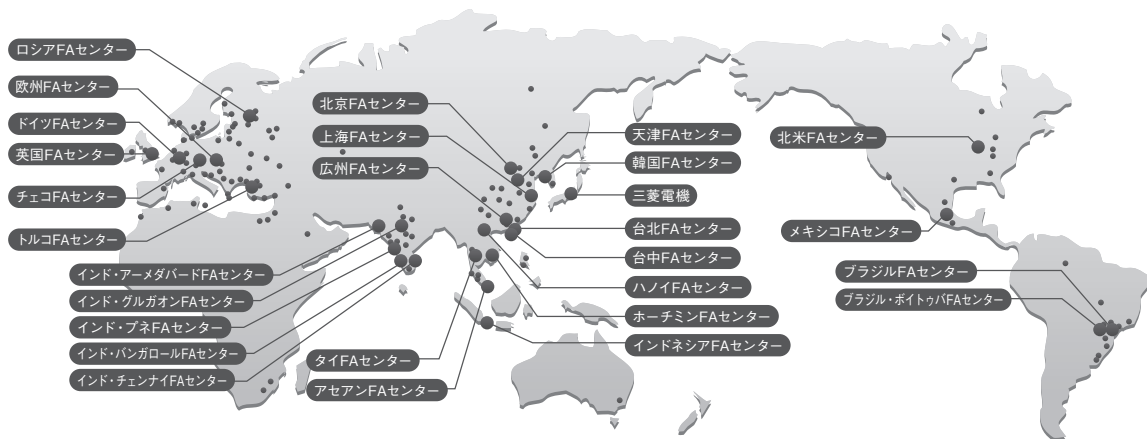 ロシアFAセンター
欧州FAセンター
ドイツFAセンター
英国FAセンター
チェコFAセンター
トルコFAセンター
インド・アーメダバードFAセンター
インド・グルガオンFAセンター
インド・プネFAセンター
インド・バンガロールFAセンター
インド・チェンナイFAセンター
北京FAセンター
上海FAセンター
広州FAセンター
タイFAセンター
アセアンFAセンター
天津FAセンター
韓国FAセンター
三菱電機
台北FAセンター
台中FAセンター
ハノイFAセンター
ホーチミンFAセンター
インドネシアFAセンター
北米FAセンター
メキシコFAセンター
ブラジルFAセンター
ブラジル・ボイトゥバFAセンター